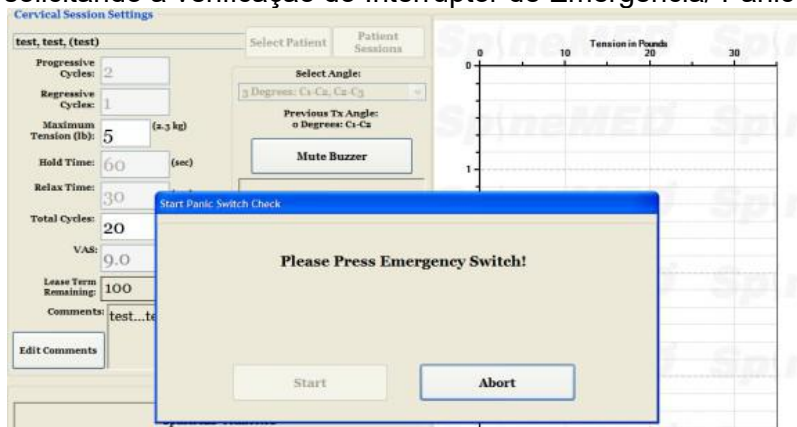 solicitando a verificação do Interruptor de Emergência/ Pânic
Cervical Session Settings
test, test, (test)
Select Patient
Patient
Sessions
Progressive
Cycles: 2
Regressive
Cycles: 1
Maximum
Tension (lb): 5 (2.3 kg)
Hold Time: 60 (sec)
Relax Time: 30
Total Cycles: 20
VAS: 9.0
Lease Term
Remaining: 100
Comments: test...te
Edit Comments
Select Angle:
3 Degrees: C1-C2, C2-C3
Previous Tx Angle:
0 Degrees: C1-C2
Mute Buzzer
Start Panic Switch Check
Please Press Emergency Switch!
Start
Abort
Tension in Pounds
0 10 20 30
0
1
SpineMED